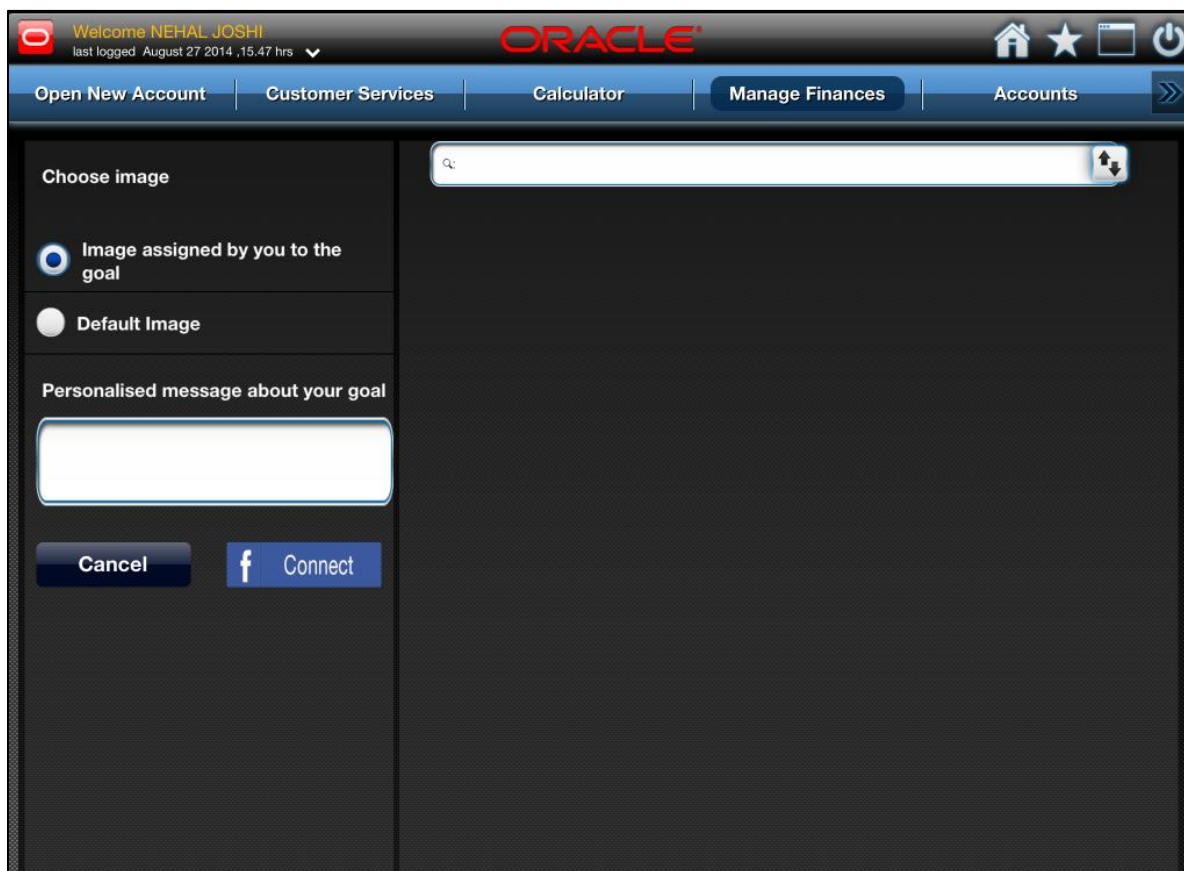 Welcome NEHAL JOSHI
last logged August 27 2014 ,15.47 hrs
ORACLE
Open New Account
Customer Services
Calculator
Manage Finances
Accounts
Choose image
Image assigned by you to the
goal
Default Image
Personalised message about your goal
Cancel
f Connect